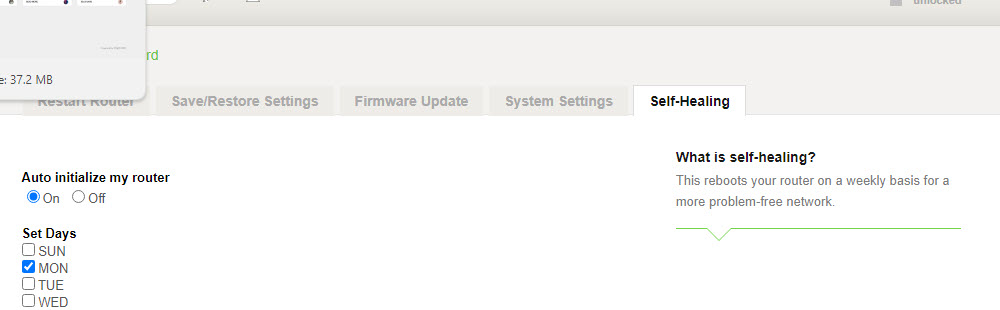 unlocked
rd
e: 37.2 MB
Restart Router
Save/Restore Settings
Firmware Update
System Settings
Self-Healing
Auto initialize my router
On Off
Set Days
SUN
MON
TUE
WED
What is self-healing?
This reboots your router on a weekly basis for a
more problem-free network.